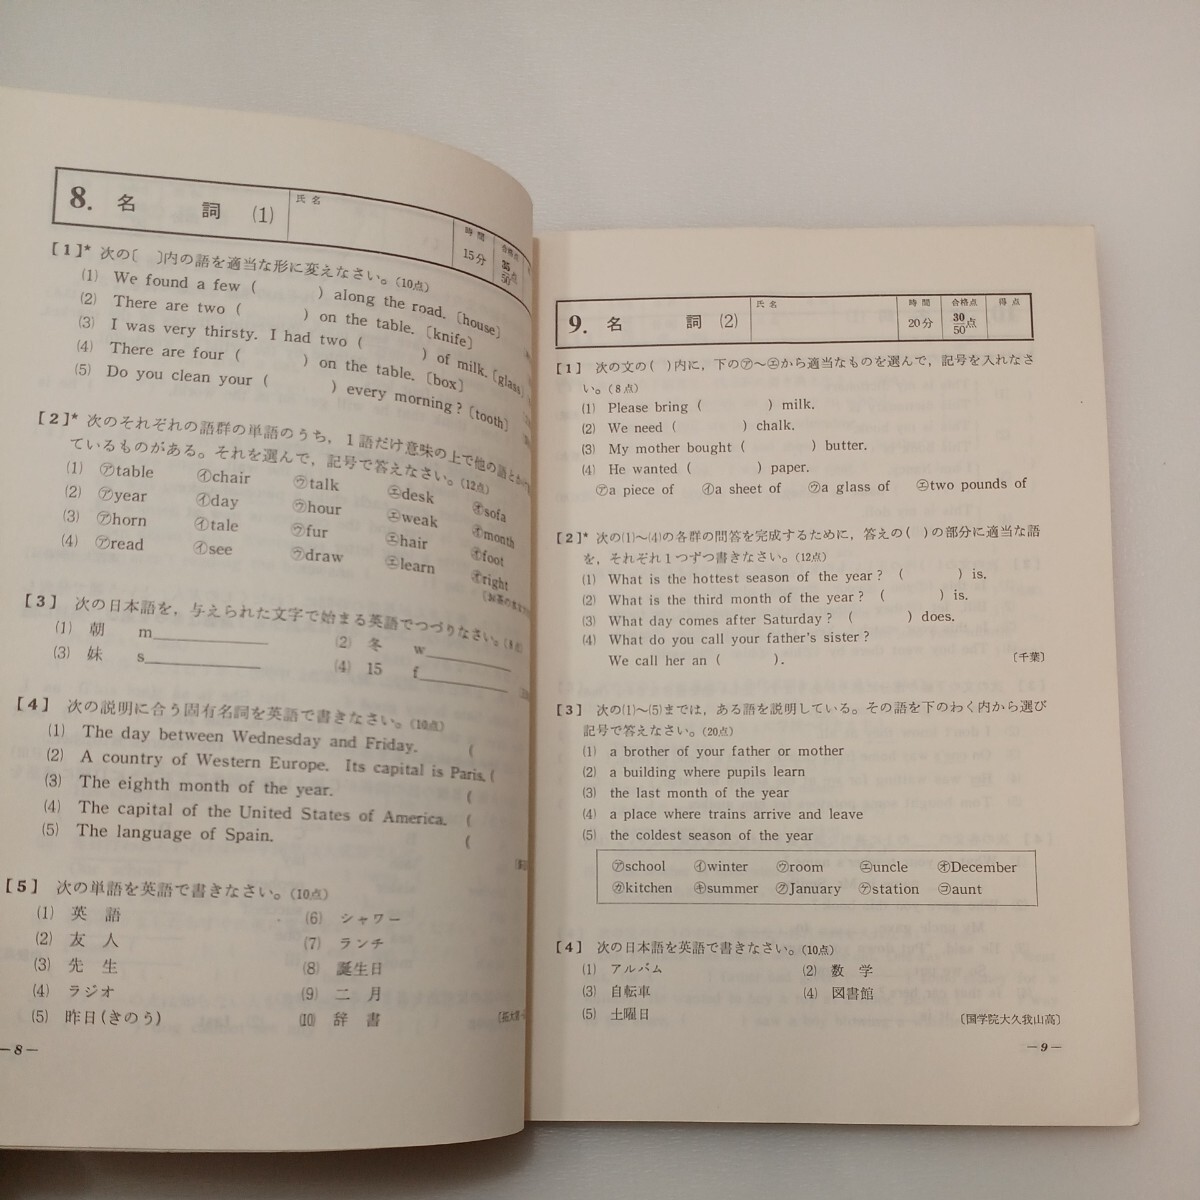 8. 名詞 (1)
氏名
時間
15分
合格点
35/50点
[1]* 次の〔 〕内の語を適当な形に変えなさい。(10点)
(1) We found a few ( ) along the road. 〔house〕
(2) There are two ( ) on the table. 〔knife〕
(3) I was very thirsty. I had two ( ) of milk. 〔glass〕
(4) There are four ( ) on the table. 〔box〕
(5) Do you clean your ( ) every morning? 〔tooth〕
[2]* 次のそれぞれの語群の単語のうち, 1語だけ意味の上で他の語とかけ
ているものがある。それを選んで, 記号で答えなさい。(12点)
(1) ㋐table ㋑chair ㋒talk ㋓desk ㋔sofa
(2) ㋐year ㋑day ㋒hour ㋓weak ㋔month
(3) ㋐horn ㋑tale ㋒fur ㋓hair ㋔foot
(4) ㋐read ㋑see ㋒draw ㋓learn ㋔right
[3] 次の日本語を, 与えられた文字で始まる英語でつづりなさい。(8点)
(1) 朝 m (2) 冬 w
(3) 妹 s (4) 15 f
[4] 次の説明に合う固有名詞を英語で書きなさい。(10点)
(1) The day between Wednesday and Friday. (
(2) A country of Western Europe. Its capital is Paris. (
(3) The eighth month of the year. (
(4) The capital of the United States of America. (
(5) The language of Spain. (
[5] 次の単語を英語で書きなさい。(10点)
(1) 英語 (6) シャワー
(2) 友人 (7) ランチ
(3) 先生 (8) 誕生日
(4) ラジオ (9) 二月
(5) 昨日(きのう) (10) 辞書
—8—
9. 名詞 (2)
氏名
時間
20分
合格点
30/50点
得点
[1] 次の文の( )内に, 下の㋐〜㋓から適当なものを選んで, 記号を入れなさ
い。(8点)
(1) Please bring ( ) milk.
(2) We need ( ) chalk.
(3) My mother bought ( ) butter.
(4) He wanted ( ) paper.
㋐a piece of ㋑a sheet of ㋒a glass of ㋓two pounds of
[2]* 次の(1)〜(4)の各群の問答を完成するために, 答えの( )の部分に適当な語
を, それぞれ1つずつ書きなさい。(12点)
(1) What is the hottest season of the year? ( ) is.
(2) What is the third month of the year? ( ) is.
(3) What day comes after Saturday? ( ) does.
(4) What do you call your father's sister?
We call her an ( ). 〔千葉〕
[3] 次の(1)〜(5)までは, ある語を説明している。その語を下のわく内から選び
記号で答えなさい。(20点)
(1) a brother of your father or mother
(2) a building where pupils learn
(3) the last month of the year
(4) a place where trains arrive and leave
(5) the coldest season of the year
㋐school ㋑winter ㋒room ㋓uncle ㋔December
㋕kitchen ㋖summer ㋗January ㋘station ㋙aunt
[4] 次の日本語を英語で書きなさい。(10点)
(1) アルバム (2) 数学
(3) 自転車 (4) 図書館
(5) 土曜日 〔国学院大久我山高〕
—9—